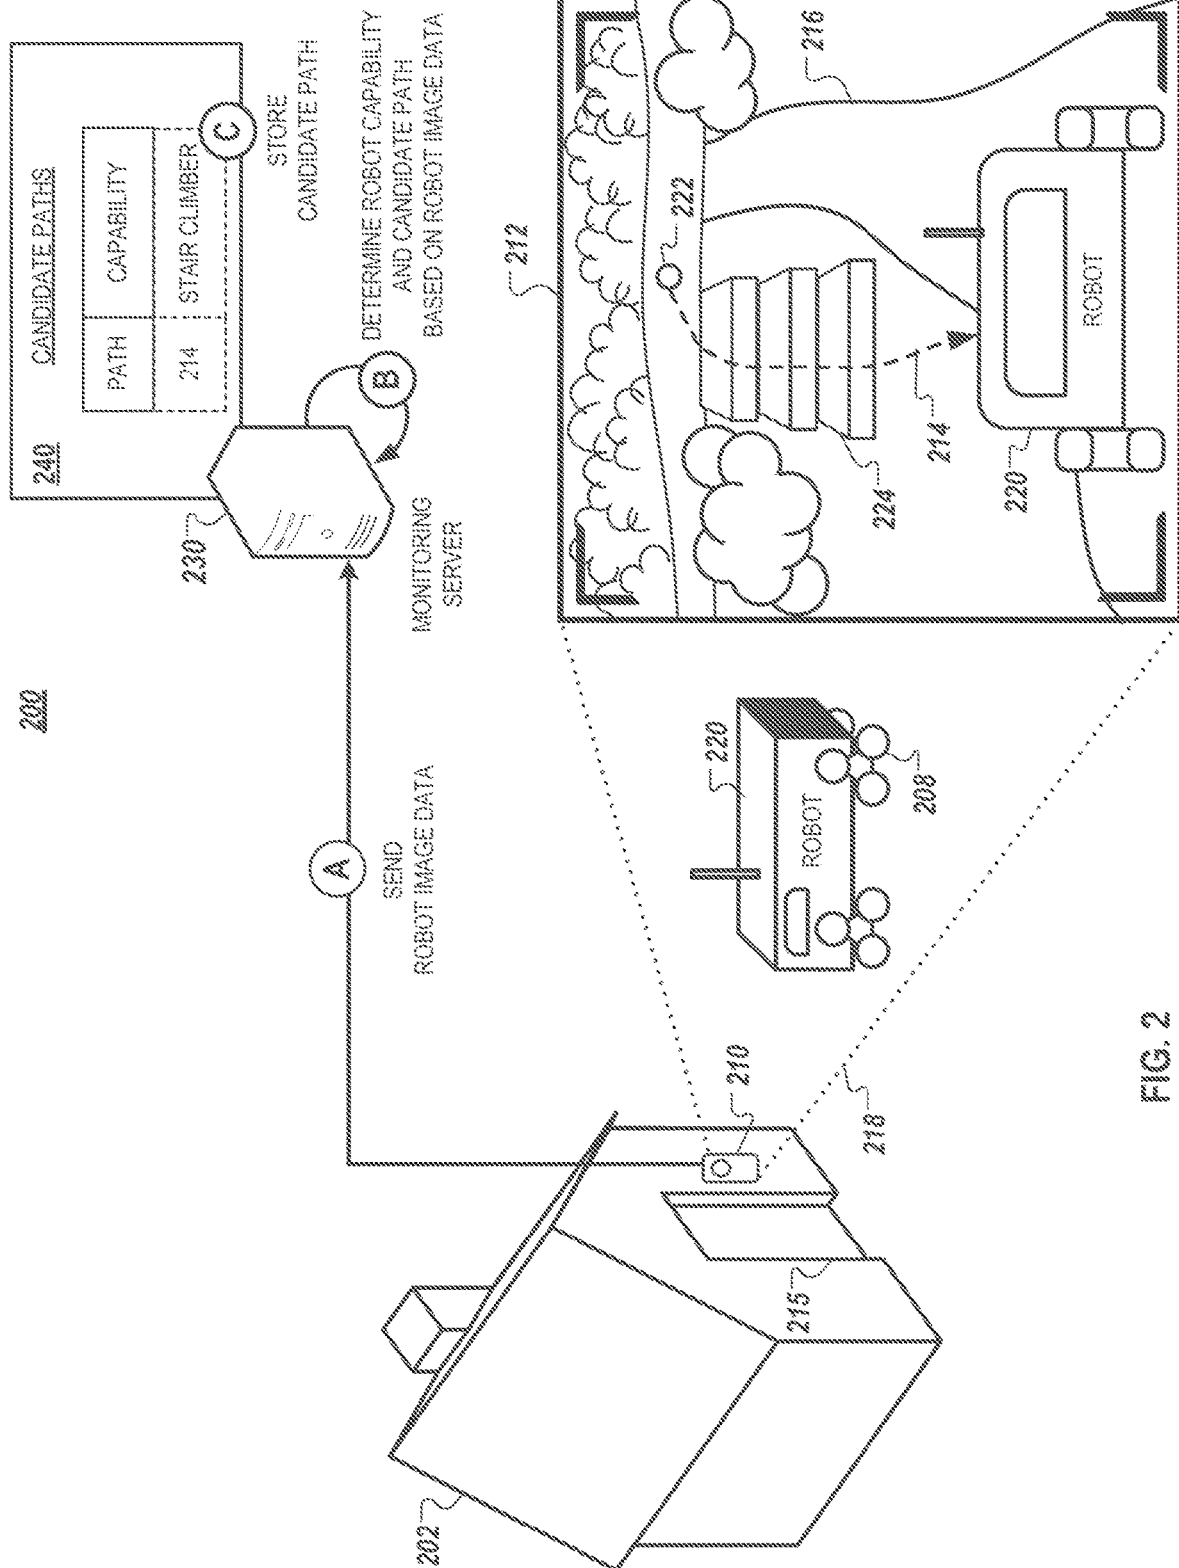 200
240
CANDIDATE PATHS
PATH CAPABILITY
214 STAIR CLIMBER
C
STORE
CANDIDATE PATH
230
B
DETERMINE ROBOT CAPABILITY
AND CANDIDATE PATH
BASED ON ROBOT IMAGE DATA
MONITORING
SERVER
A
SEND
ROBOT IMAGE DATA
202
215
210
218
220
ROBOT
208
212
222
216
224
214
220
ROBOT
FIG. 2